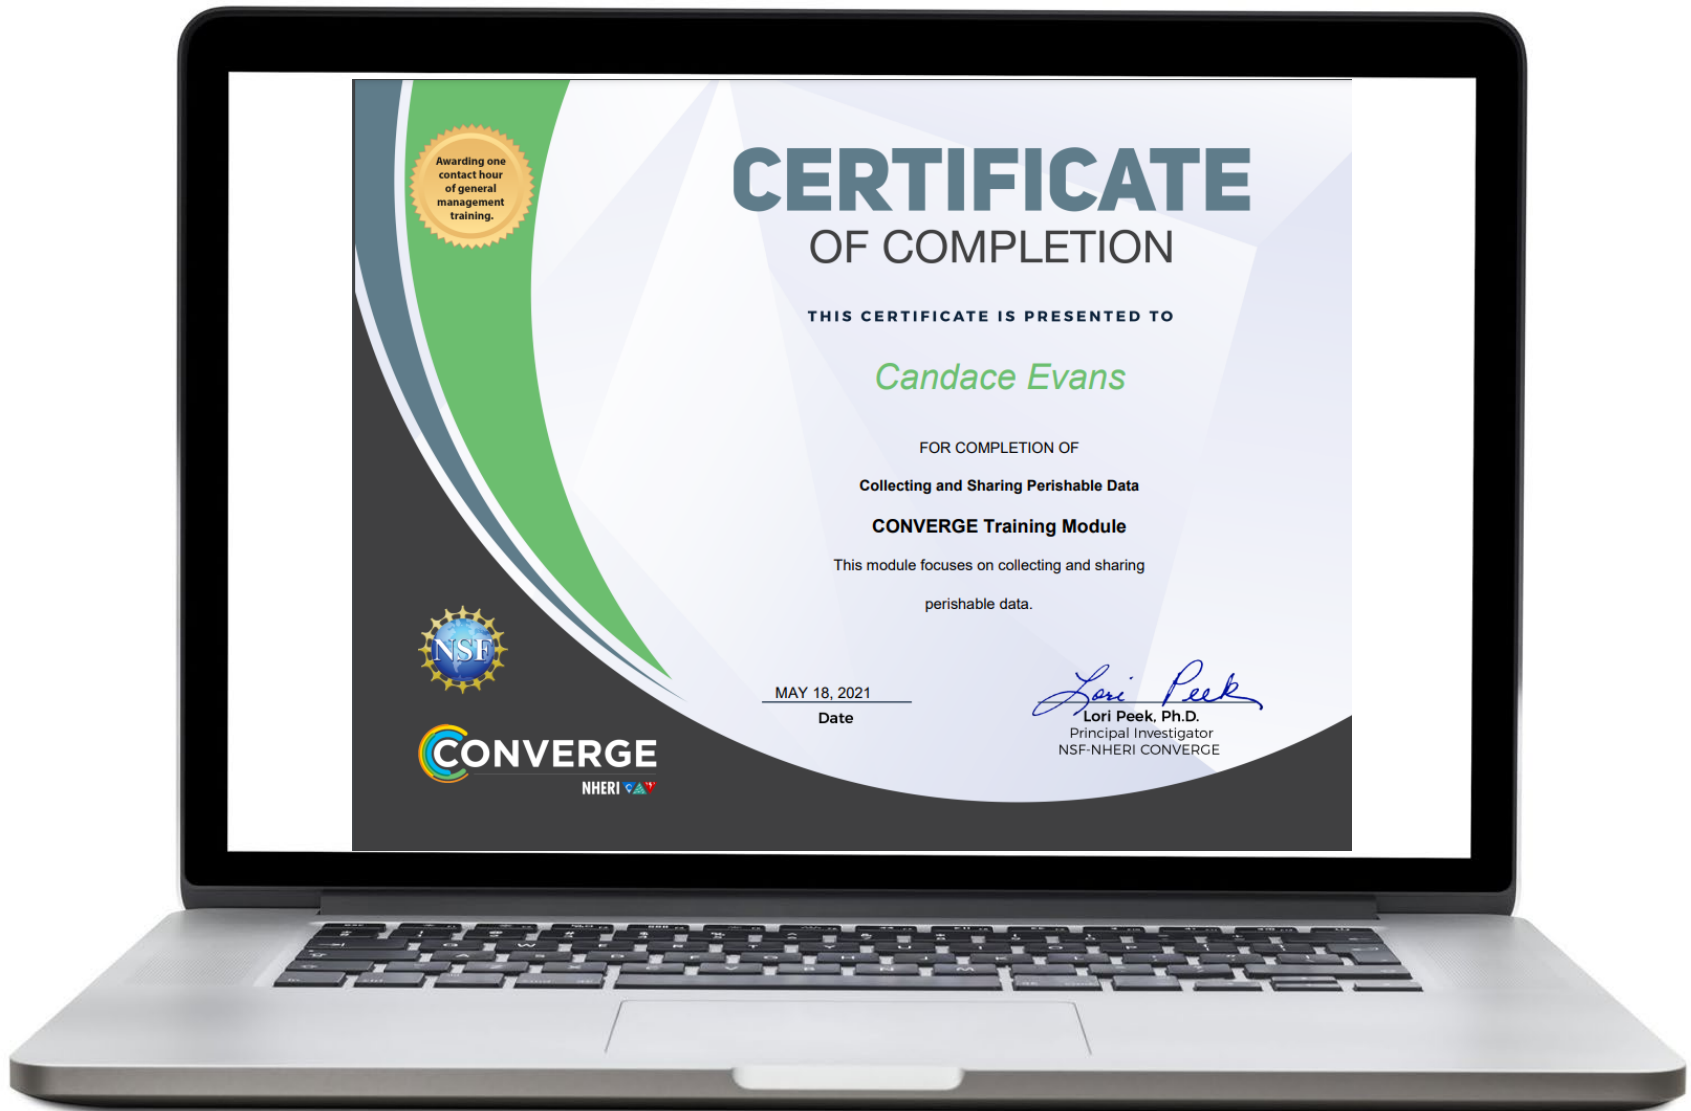 Awarding one
contact hour
of general
management
training.
CERTIFICATE
OF COMPLETION
THIS CERTIFICATE IS PRESENTED TO
Candace Evans
FOR COMPLETION OF
Collecting and Sharing Perishable Data
CONVERGE Training Module
This module focuses on collecting and sharing
perishable data.
NSF
MAY 18, 2021
Date
Lori Peek
Lori Peek, Ph.D.
Principal Investigator
NSF-NHERI CONVERGE
CONVERGE
NHERI